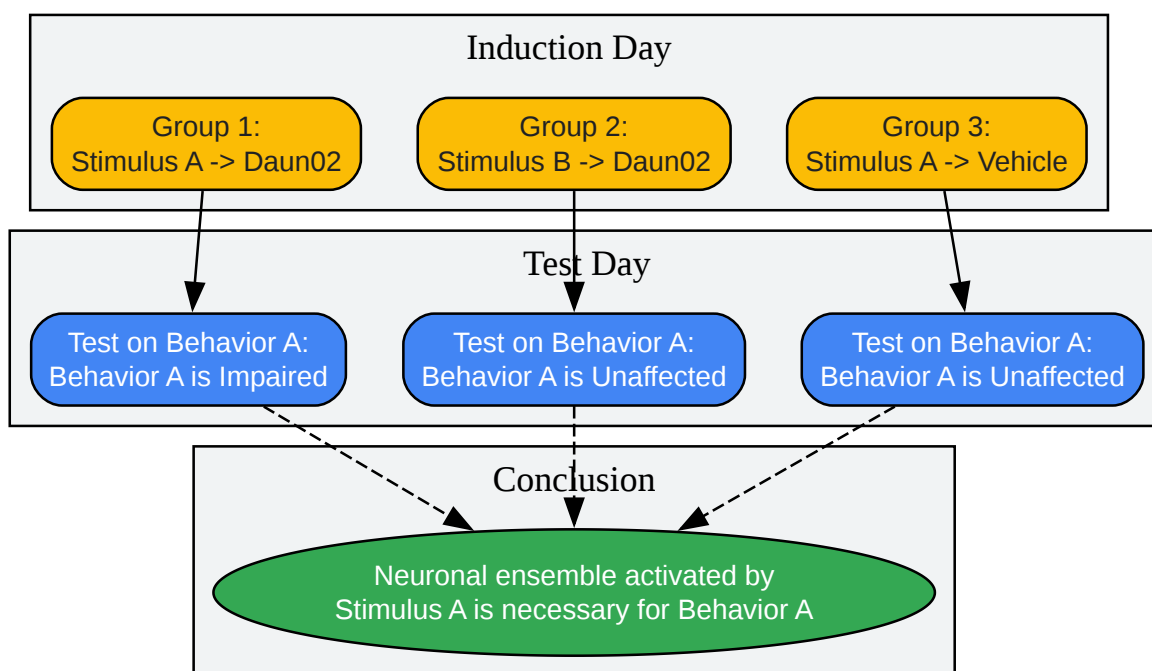 Induction Day
Group 1:
Stimulus A -> Daun02
Group 2:
Stimulus B -> Daun02
Group 3:
Stimulus A -> Vehicle
Test Day
Test on Behavior A:
Behavior A is Impaired
Test on Behavior A:
Behavior A is Unaffected
Test on Behavior A:
Behavior A is Unaffected
Conclusion
Neuronal ensemble activated by
Stimulus A is necessary for Behavior A